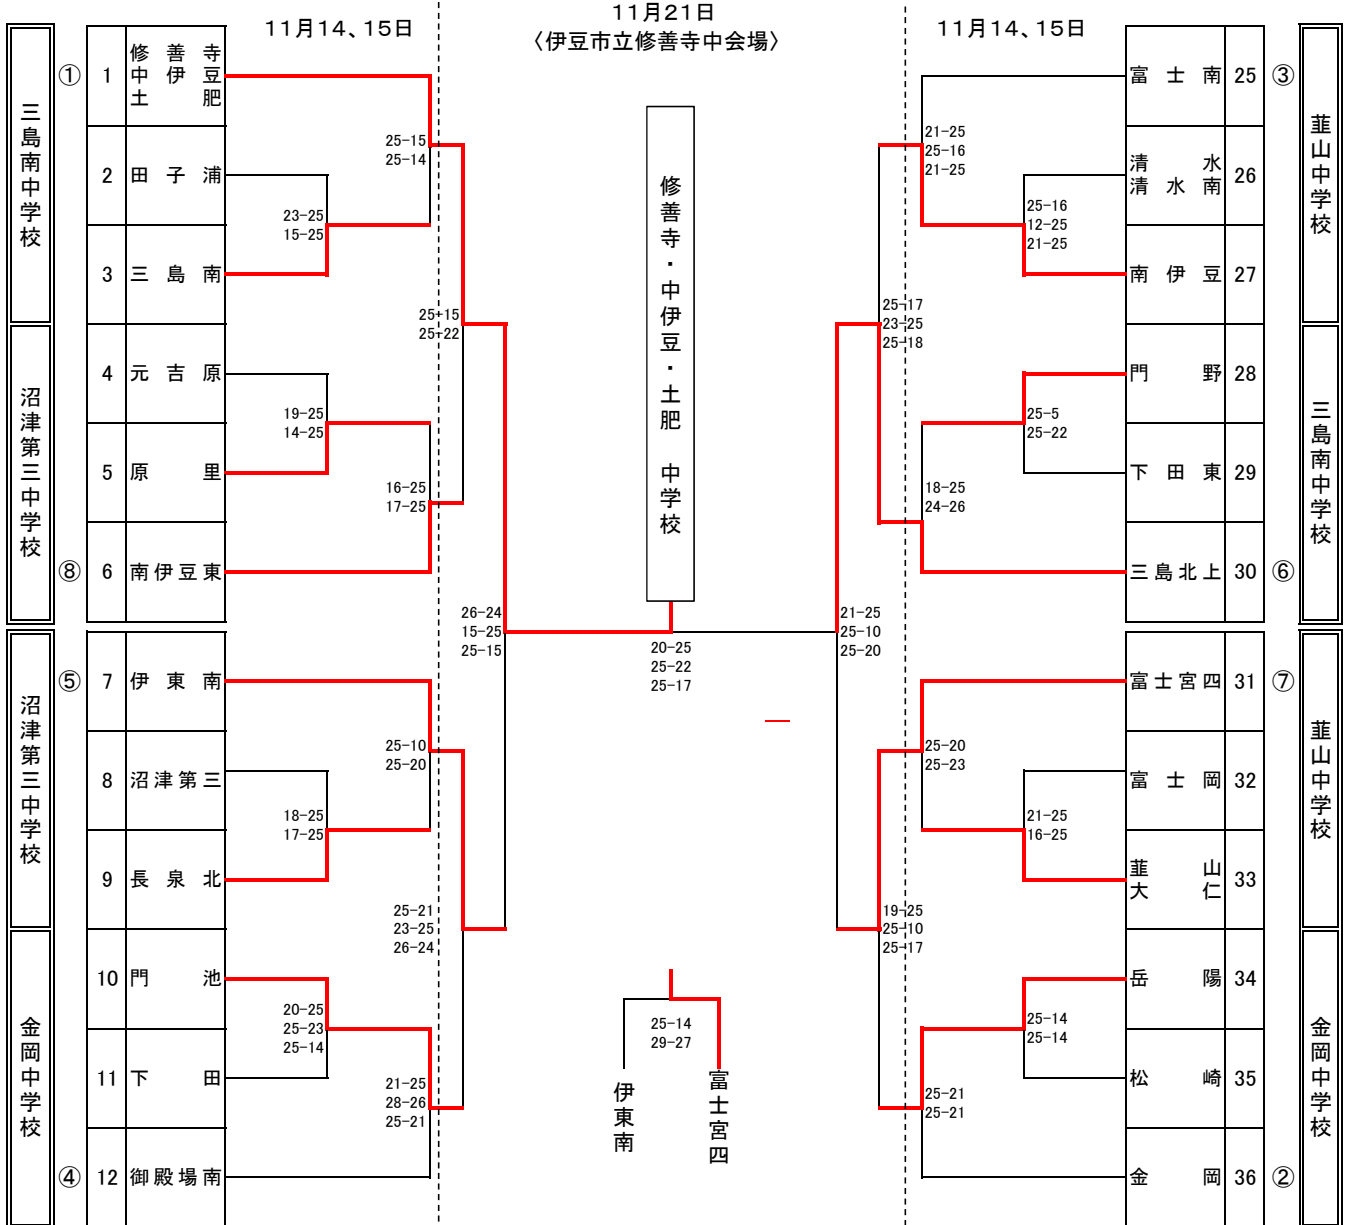 11月14、15日
11月21日
〈伊豆市立修善寺中会場〉
11月14、15日
三島南中学校
沼津第三中学校
沼津第三中学校
金岡中学校
① 1 修善寺
中伊豆
土肥
2 田子浦
3 三島南
4 元吉原
5 原里
⑧ 6 南伊豆東
⑤ 7 伊東南
8 沼津第三
9 長泉北
10 門池
11 下田
④ 12 御殿場南
25-15
25-14
23-25
15-25
25-15
25-22
19-25
14-25
16-25
17-25
26-24
15-25
25-15
25-10
25-20
18-25
17-25
25-21
23-25
26-24
20-25
25-23
25-14
21-25
28-26
25-21
修善寺・中伊豆・土肥 中学校
20-25
25-22
25-17
25-14
29-27
伊東南
富士宮四
21-25
25-16
21-25
25-16
12-25
21-25
25-17
23-25
25-18
25-5
25-22
18-25
24-26
21-25
25-10
25-20
25-20
25-23
21-25
16-25
19-25
25-10
25-17
25-14
25-14
25-21
25-21
富士南 25 ③
清水
清水南 26
南伊豆 27
門野 28
下田東 29
三島北上 30 ⑥
富士宮四 31 ⑦
富士岡 32
韮山
大仁 33
岳陽 34
松崎 35
金岡 36 ②
韮山中学校
三島南中学校
韮山中学校
金岡中学校